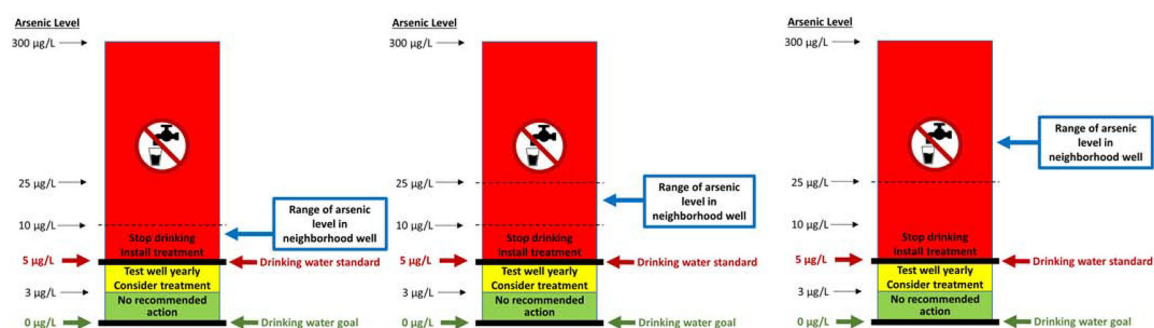 Arsenic Level
300 µg/L
25 µg/L
10 µg/L
5 µg/L
3 µg/L
0 µg/L
Stop drinking
Install treatment
Test well yearly
Consider treatment
No recommended
action
Range of arsenic
level in
neighborhood well
Drinking water standard
Drinking water goal
Arsenic Level
300 µg/L
25 µg/L
10 µg/L
5 µg/L
3 µg/L
0 µg/L
Stop drinking
Install treatment
Test well yearly
Consider treatment
No recommended
action
Range of arsenic
level in
neighborhood well
Drinking water standard
Drinking water goal
Arsenic Level
300 µg/L
25 µg/L
10 µg/L
5 µg/L
3 µg/L
0 µg/L
Stop drinking
Install treatment
Test well yearly
Consider treatment
No recommended
action
Range of arsenic
level in
neighborhood well
Drinking water standard
Drinking water goal